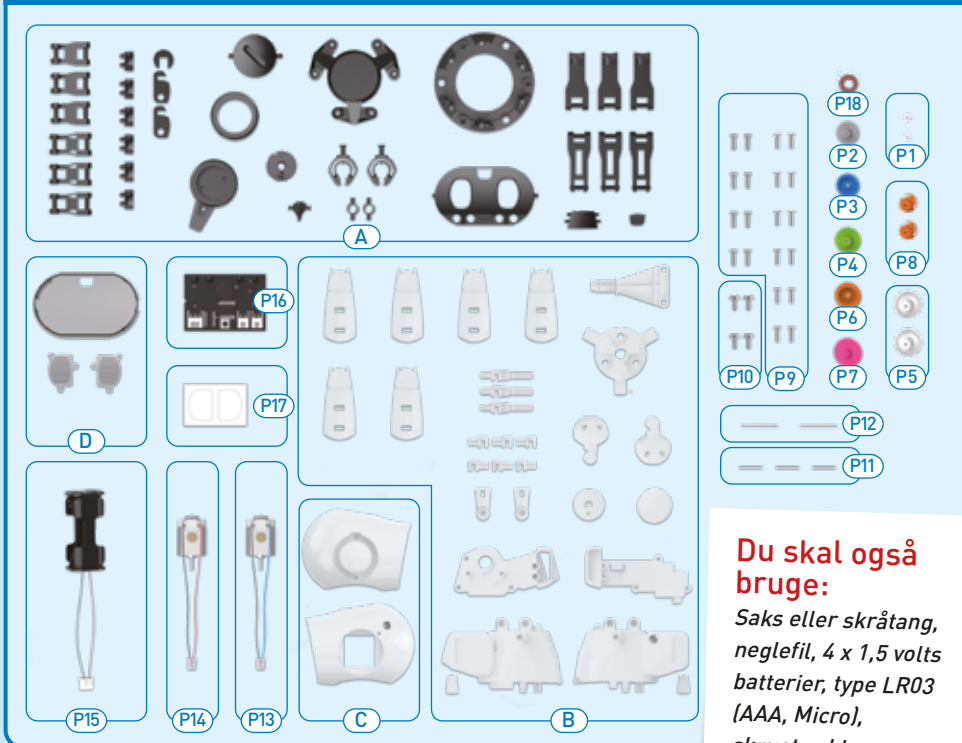 A
P18
P2
P1
P3
P4
P8
P6
P7
P5
P10
P9
P12
P11
D
P16
P17
P15
P14
P13
C
B
Du skal også
bruge:
Saks eller skråtang,
neglefil, 4 x 1,5 volts
batterier, type LR03
(AAA, Micro),